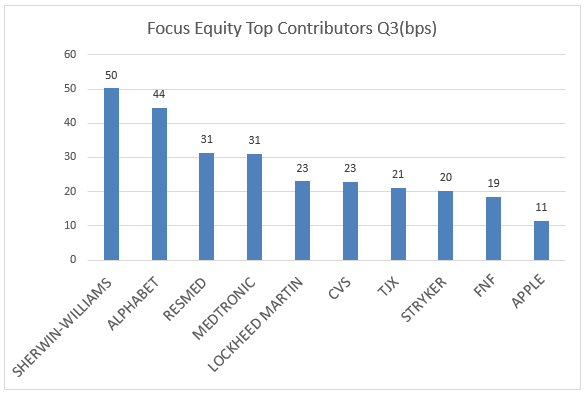 Focus Equity Top Contributors Q3(bps)
60
50
40
30
20
10
0
50
44
31
31
23
23
21
20
19
11
SHERWIN-WILLIAMS
ALPHABET
RESMED
MEDTRONIC
LOCKHEED MARTIN
CVS
TJX
STRYKER
FNF
APPLE